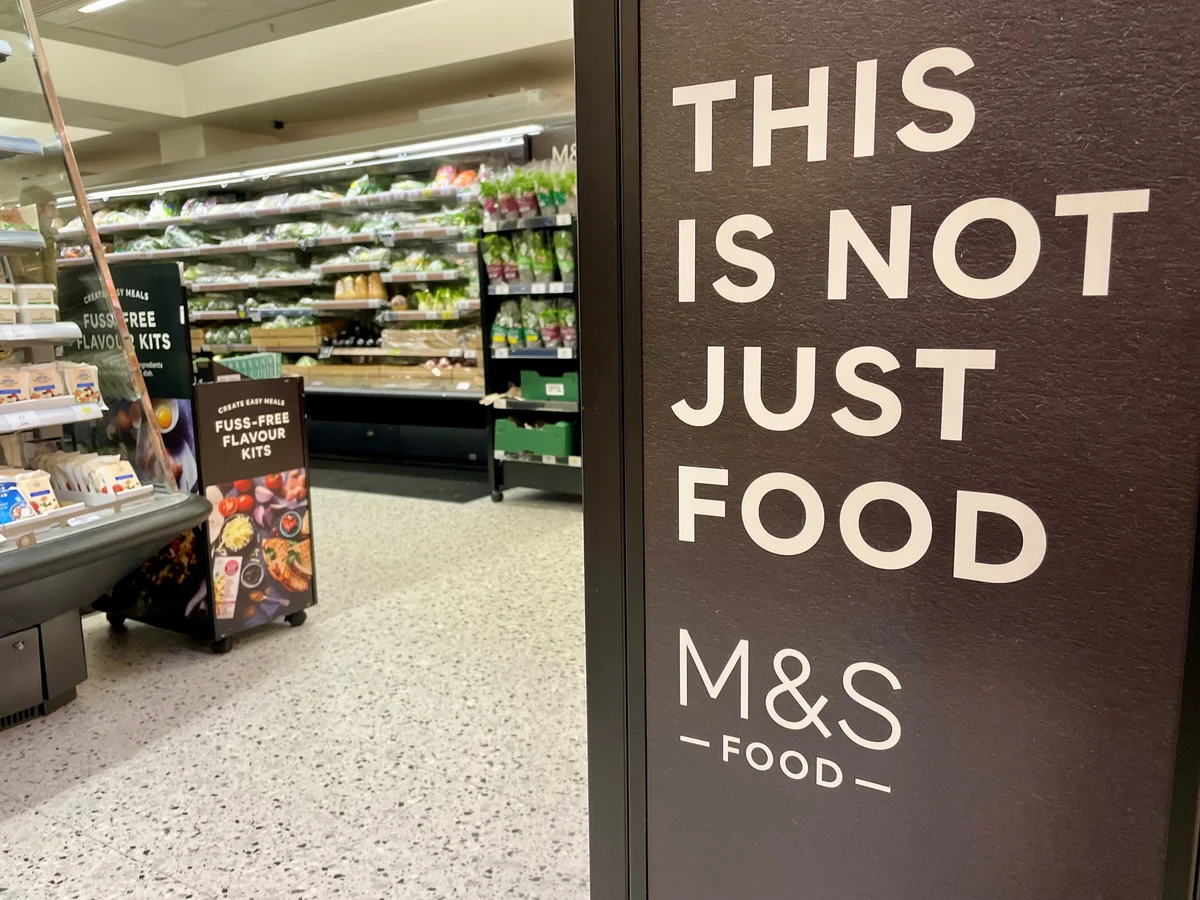 THIS
IS NOT
JUST
FOOD
M&S
FOOD
CREATE EASY MEALS
FUSS-FREE
FLAVOUR
KITS
CREATE EASY MEALS
FUSS-FREE
FLAVOUR KITS
M&